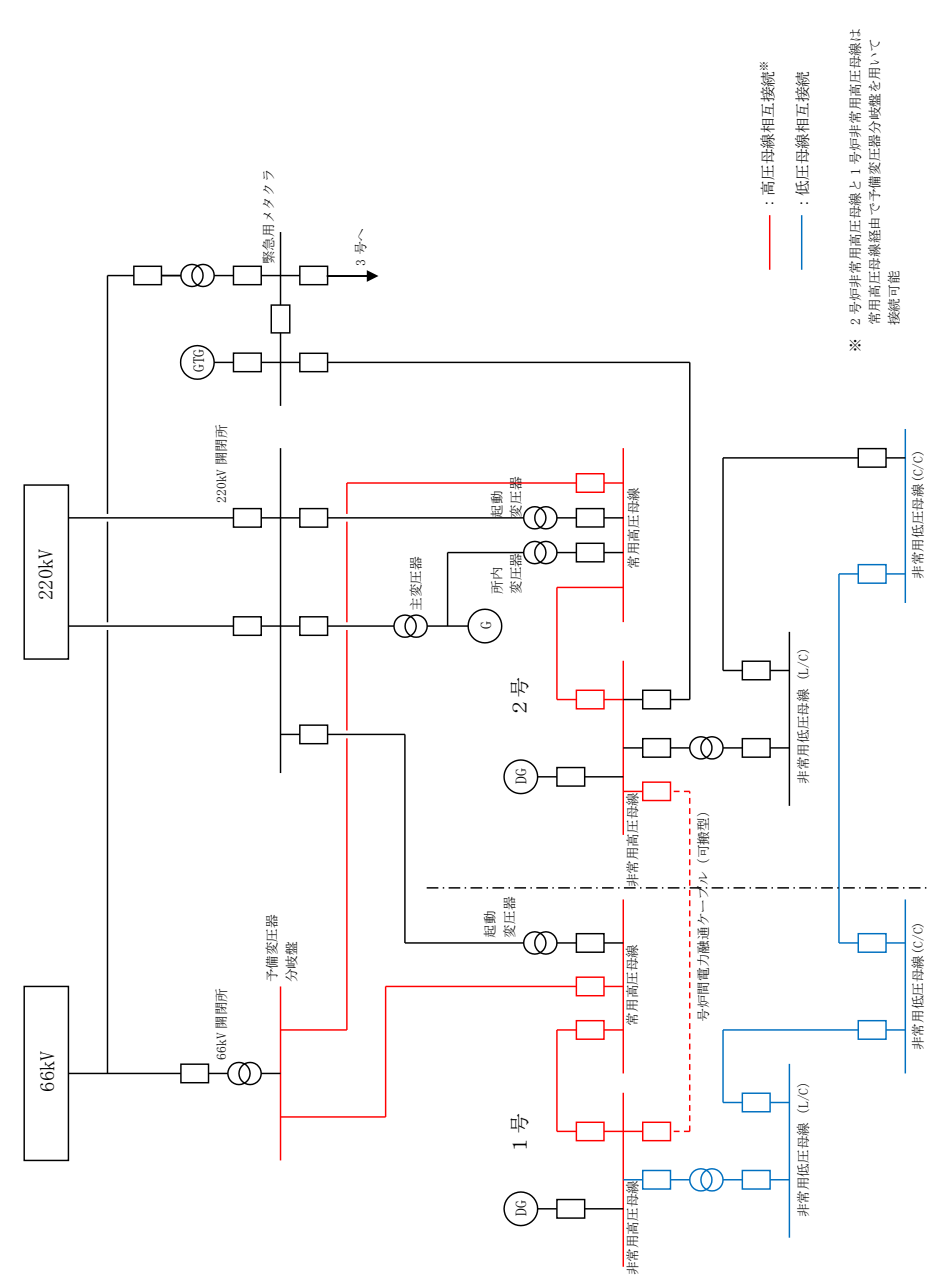 66kV
220kV
66kV 開閉所
220kV 開閉所
緊急用メタクラ
予備変圧器
分岐盤
GTG
3 号へ
主変圧器
G
起動
変圧器
所内
変圧器
起動
変圧器
1 号
2 号
DG
DG
常用高圧母線
常用高圧母線
非常用高圧母線
非常用高圧母線
号炉間電力融通ケーブル (可搬型)
非常用低圧母線 (L/C)
非常用低圧母線 (L/C)
非常用低圧母線(C/C)
非常用低圧母線(C/C)
：高圧母線相互接続※
：低圧母線相互接続
※ 2 号炉非常用高圧母線と 1 号炉非常用高圧母線は
常用高圧母線経由で予備変圧器分岐盤を用いて
接続可能